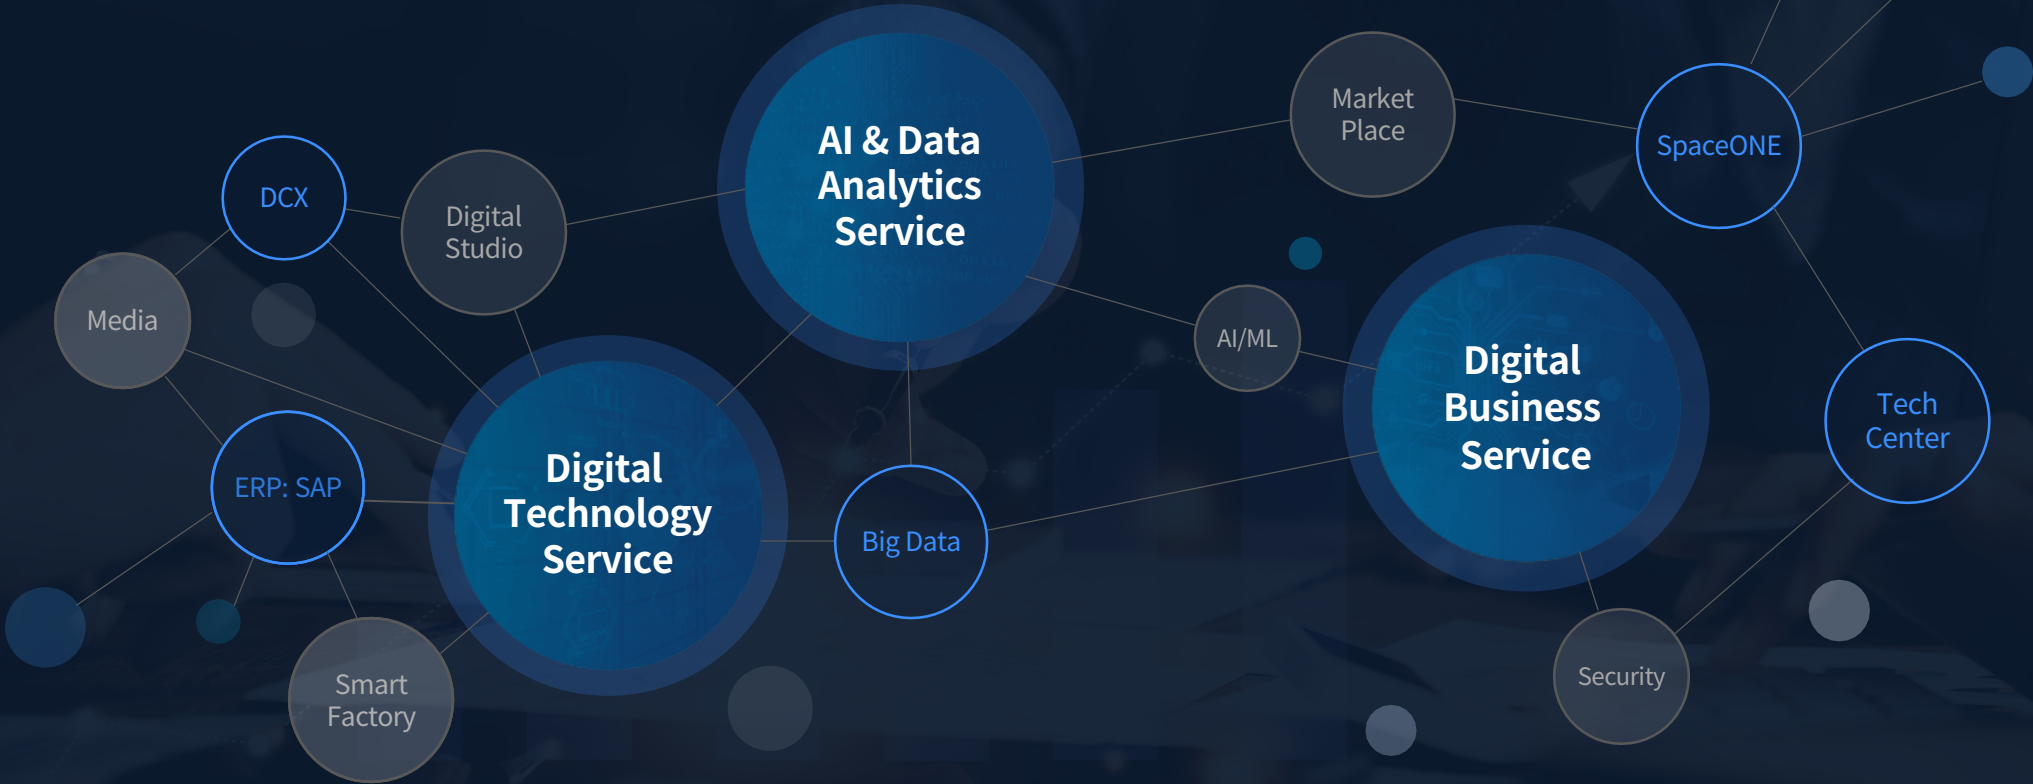 AI & Data
Analytics
Service
Market
Place
SpaceONE
DCX
Digital
Studio
Media
AI/ML
Digital
Business
Service
Tech
Center
ERP: SAP
Digital
Technology
Service
Big Data
Smart
Factory
Security